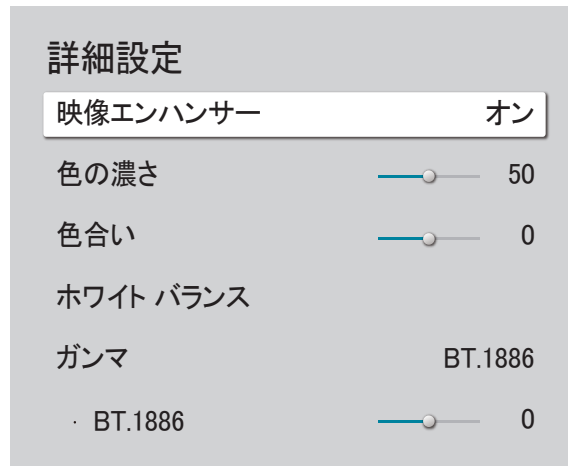 詳細設定
映像エンハンサー オン
色の濃さ 50
色合い 0
ホワイト バランス
ガンマ BT.1886
· BT.1886 0